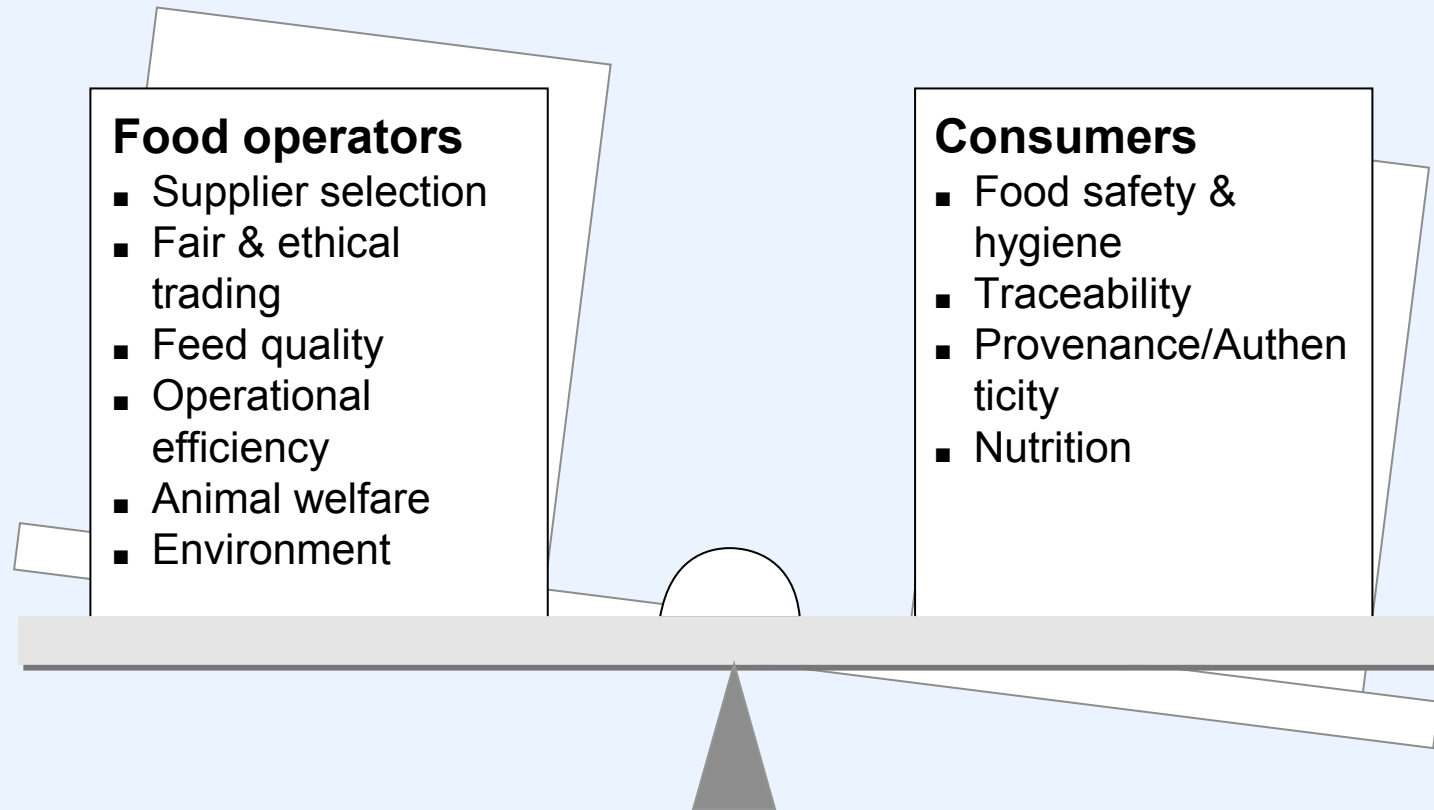 Food operators
▪ Supplier selection
▪ Fair & ethical
trading
▪ Feed quality
▪ Operational
efficiency
▪ Animal welfare
▪ Environment
Consumers
▪ Food safety &
hygiene
▪ Traceability
▪ Provenance/Authen
ticity
▪ Nutrition